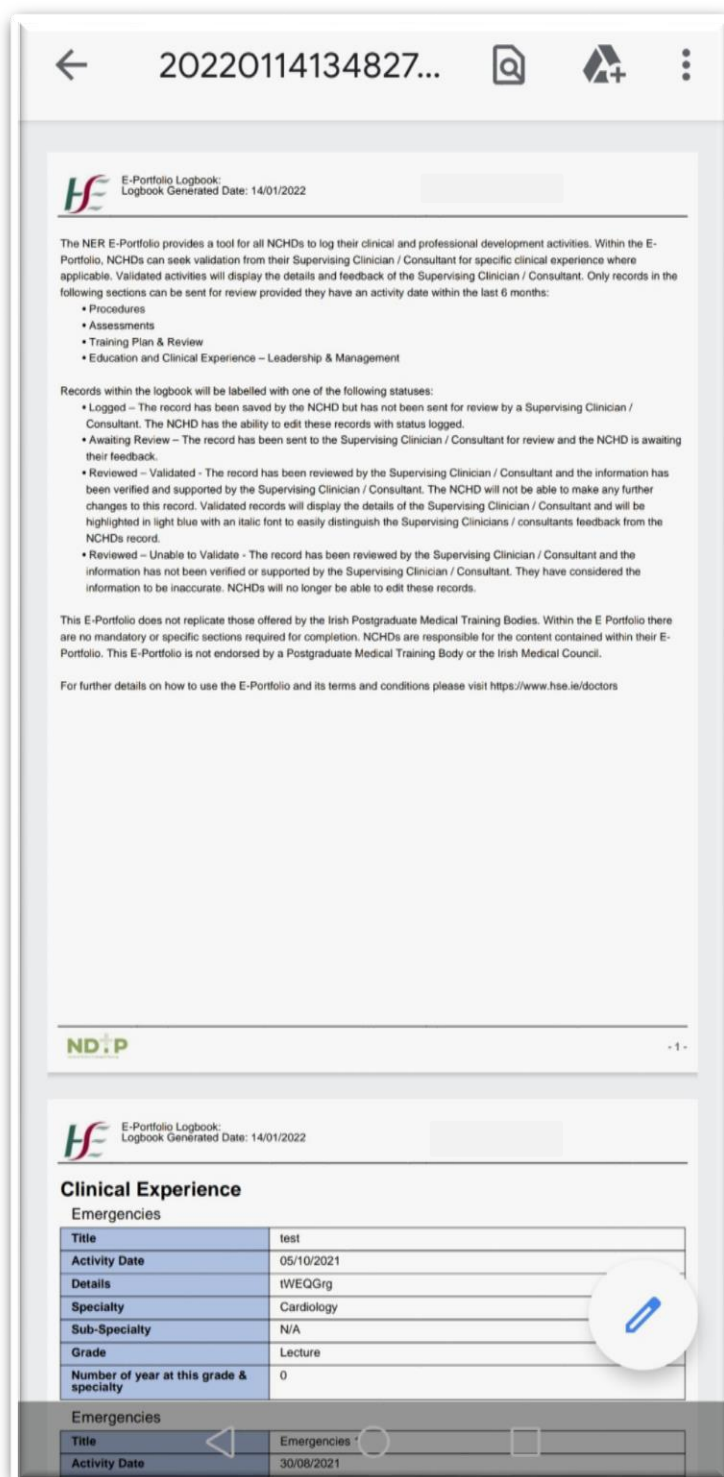 20220114134827...
E-Portfolio Logbook:
Logbook Generated Date: 14/01/2022
The NER E-Portfolio provides a tool for all NCHDs to log their clinical and professional development activities. Within the E-
Portfolio, NCHDs can seek validation from their Supervising Clinician / Consultant for specific clinical experience where
applicable. Validated activities will display the details and feedback of the Supervising Clinician / Consultant. Only records in the
following sections can be sent for review provided they have an activity date within the last 6 months:
• Procedures
• Assessments
• Training Plan & Review
• Education and Clinical Experience – Leadership & Management
Records within the logbook will be labelled with one of the following statuses:
• Logged – The record has been saved by the NCHD but has not been sent for review by a Supervising Clinician /
Consultant. The NCHD has the ability to edit these records with status logged.
• Awaiting Review – The record has been sent to the Supervising Clinician / Consultant for review and the NCHD is awaiting
their feedback.
• Reviewed – Validated - The record has been reviewed by the Supervising Clinician / Consultant and the information has
been verified and supported by the Supervising Clinician / Consultant. The NCHD will not be able to make any further
changes to this record. Validated records will display the details of the Supervising Clinician / Consultant and will be
highlighted in light blue with an italic font to easily distinguish the Supervising Clinicians / consultants feedback from the
NCHDs record.
• Reviewed – Unable to Validate - The record has been reviewed by the Supervising Clinician / Consultant and the
information has not been verified or supported by the Supervising Clinician / Consultant. They have considered the
information to be inaccurate. NCHDs will no longer be able to edit these records.
This E-Portfolio does not replicate those offered by the Irish Postgraduate Medical Training Bodies. Within the E Portfolio there
are no mandatory or specific sections required for completion. NCHDs are responsible for the content contained within their E-
Portfolio. This E-Portfolio is not endorsed by a Postgraduate Medical Training Body or the Irish Medical Council.
For further details on how to use the E-Portfolio and its terms and conditions please visit https://www.hse.ie/doctors
NDTP
- 1 -
E-Portfolio Logbook:
Logbook Generated Date: 14/01/2022
Clinical Experience
Emergencies
Title test
Activity Date 05/10/2021
Details tWEQGrg
Specialty Cardiology
Sub-Specialty N/A
Grade Lecture
Number of year at this grade & 0
specialty
Emergencies
Title Emergencies
Activity Date 30/08/2021